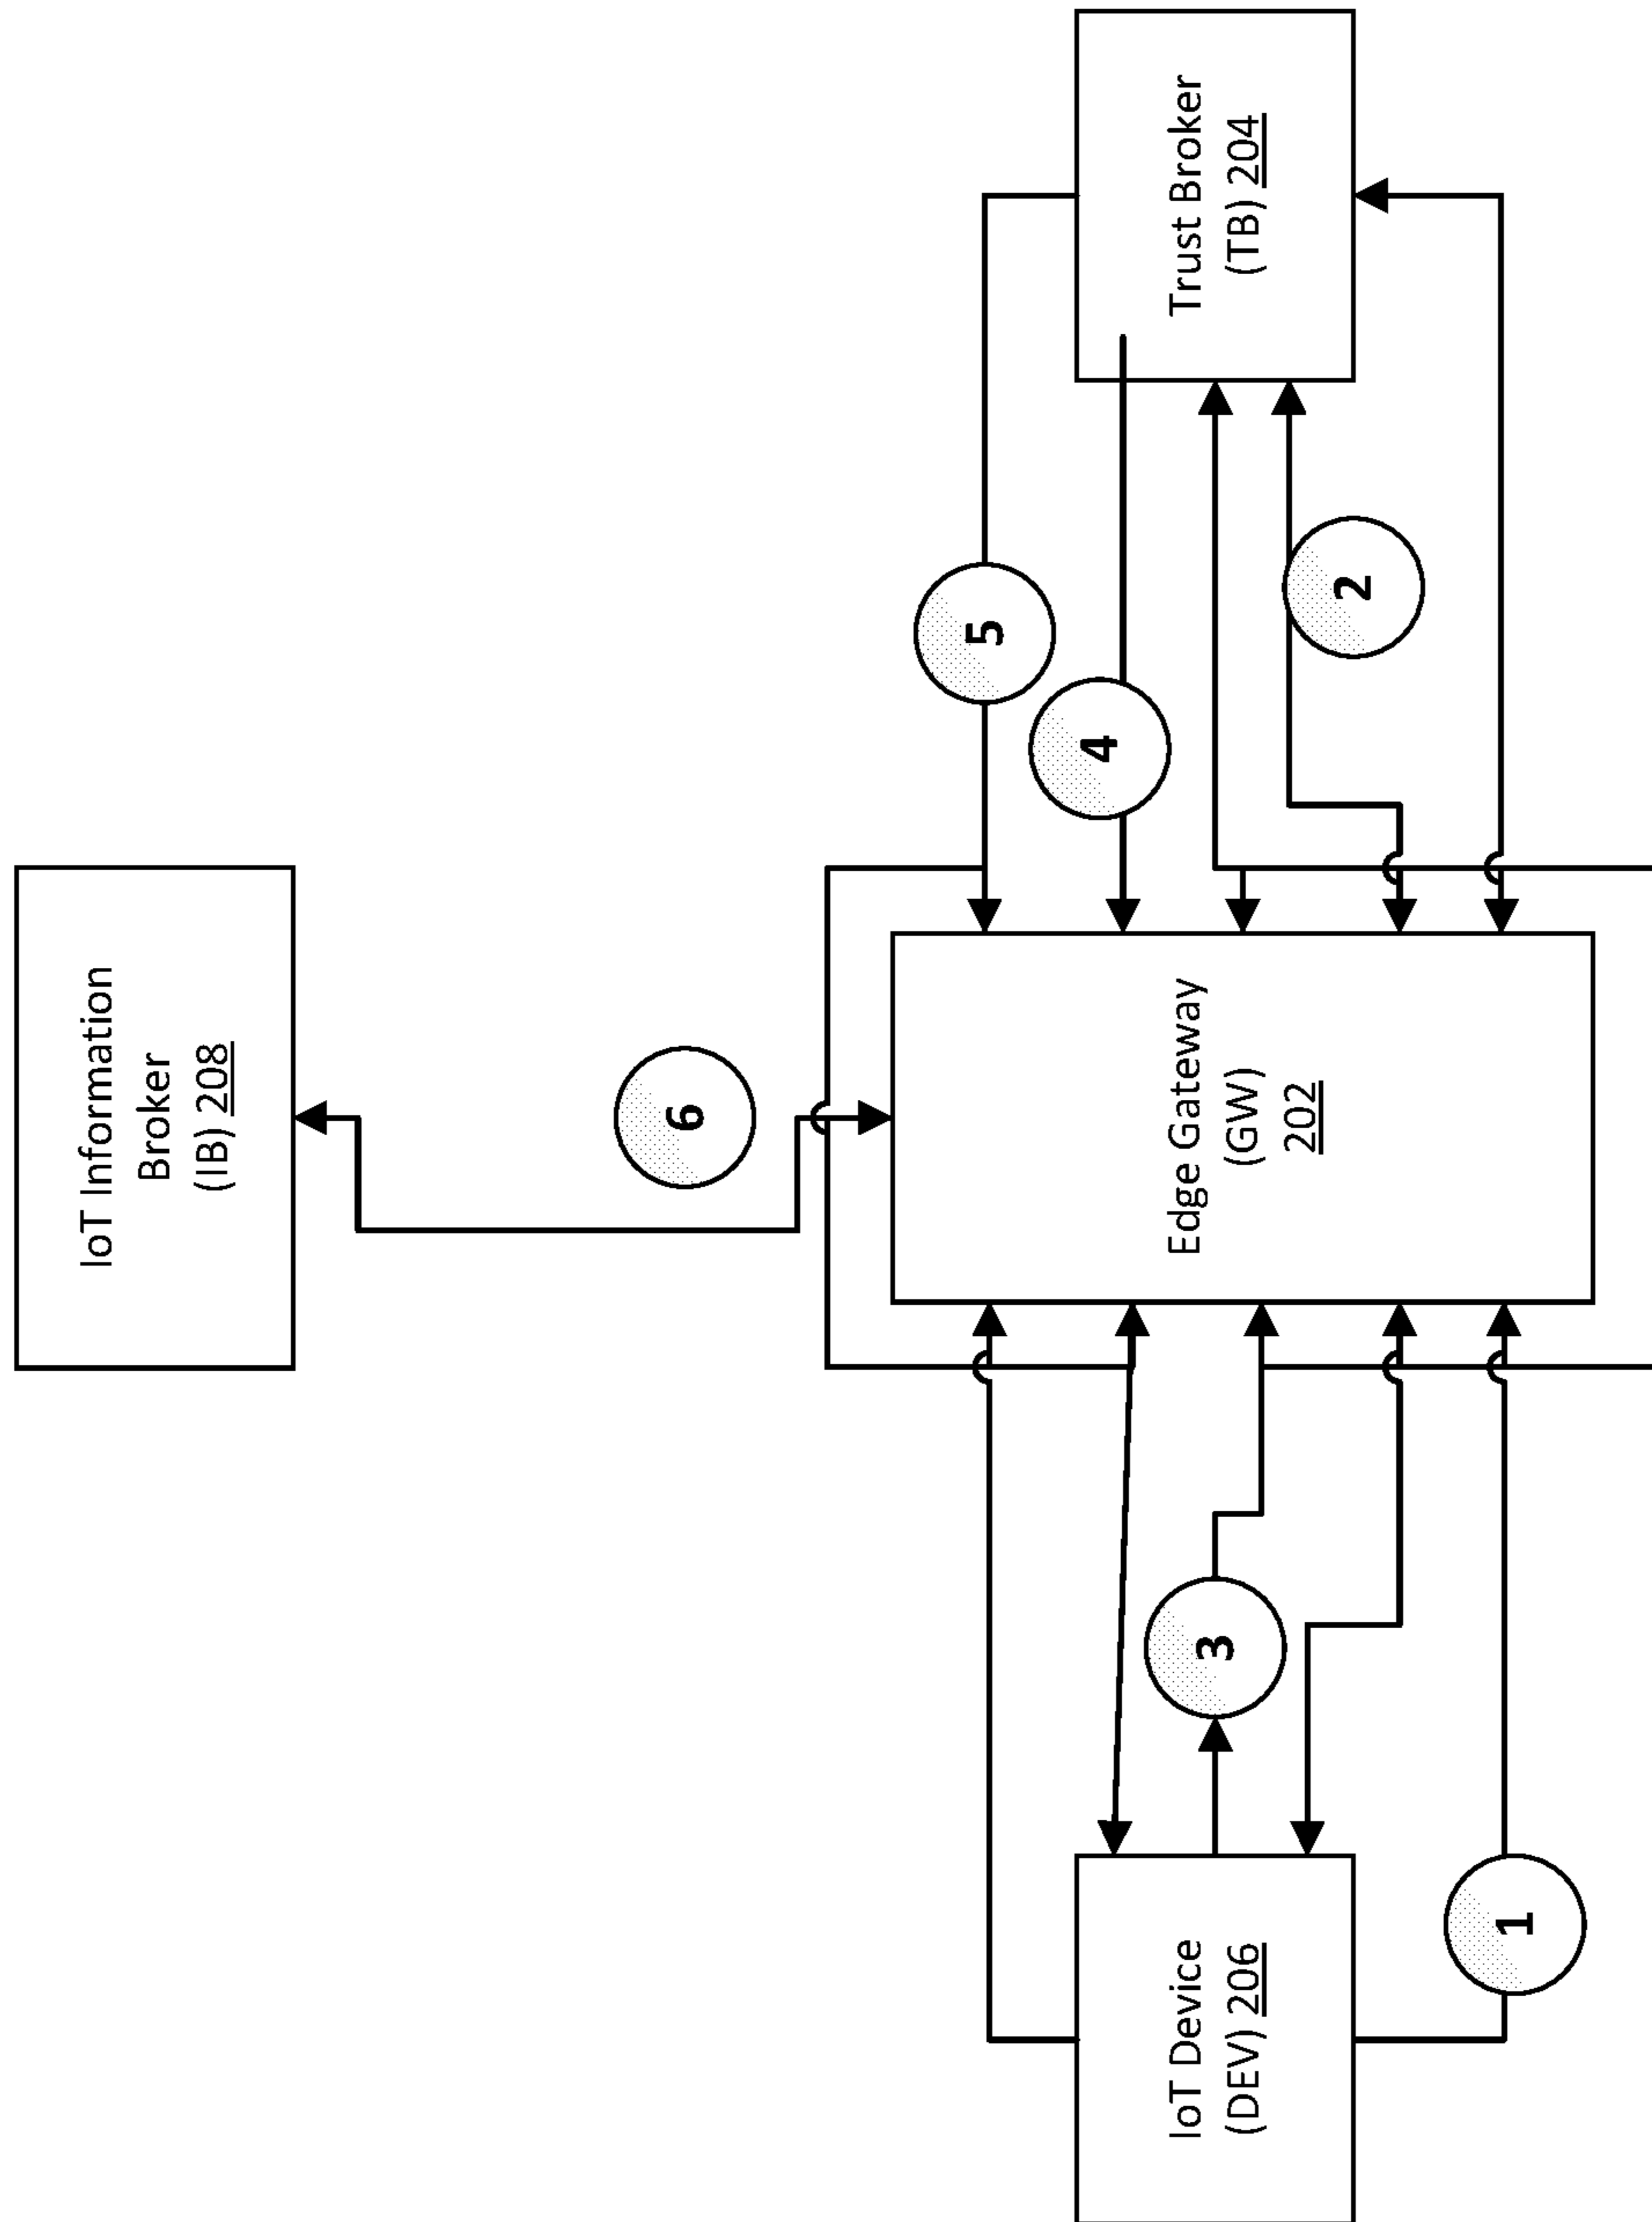 IoT Information
Broker
(IB) 208
6
5
4
3
2
1
IoT Device
(DEV) 206
Edge Gateway
(GW)
202
Trust Broker
(TB) 204